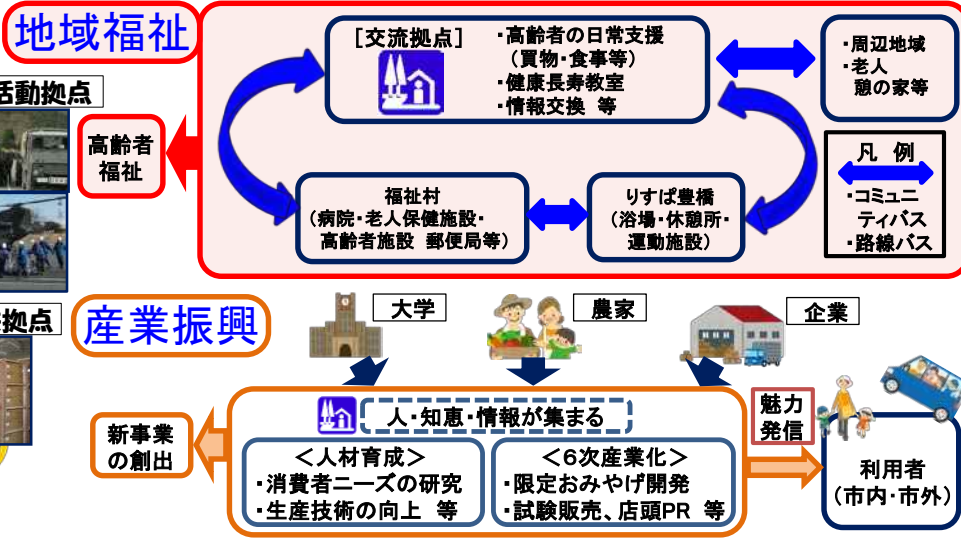 地域福祉
[交流拠点]
・高齢者の日常支援
(買物・食事等)
・健康長寿教室
・情報交換 等
・周辺地域
・老人
憩の家等
活動拠点
高齢者
福祉
福祉村
(病院・老人保健施設・
高齢者施設 郵便局等)
りすぱ豊橋
(浴場・休憩所・
運動施設)
凡 例
・コミュニ
ティバス
・路線バス
拠点
産業振興
大学
農家
企業
人・知恵・情報が集まる
魅力
発信
新事業
の創出
<人材育成>
・消費者ニーズの研究
・生産技術の向上 等
<6次産業化>
・限定おみやげ開発
・試験販売、店頭PR 等
利用者
(市内・市外)